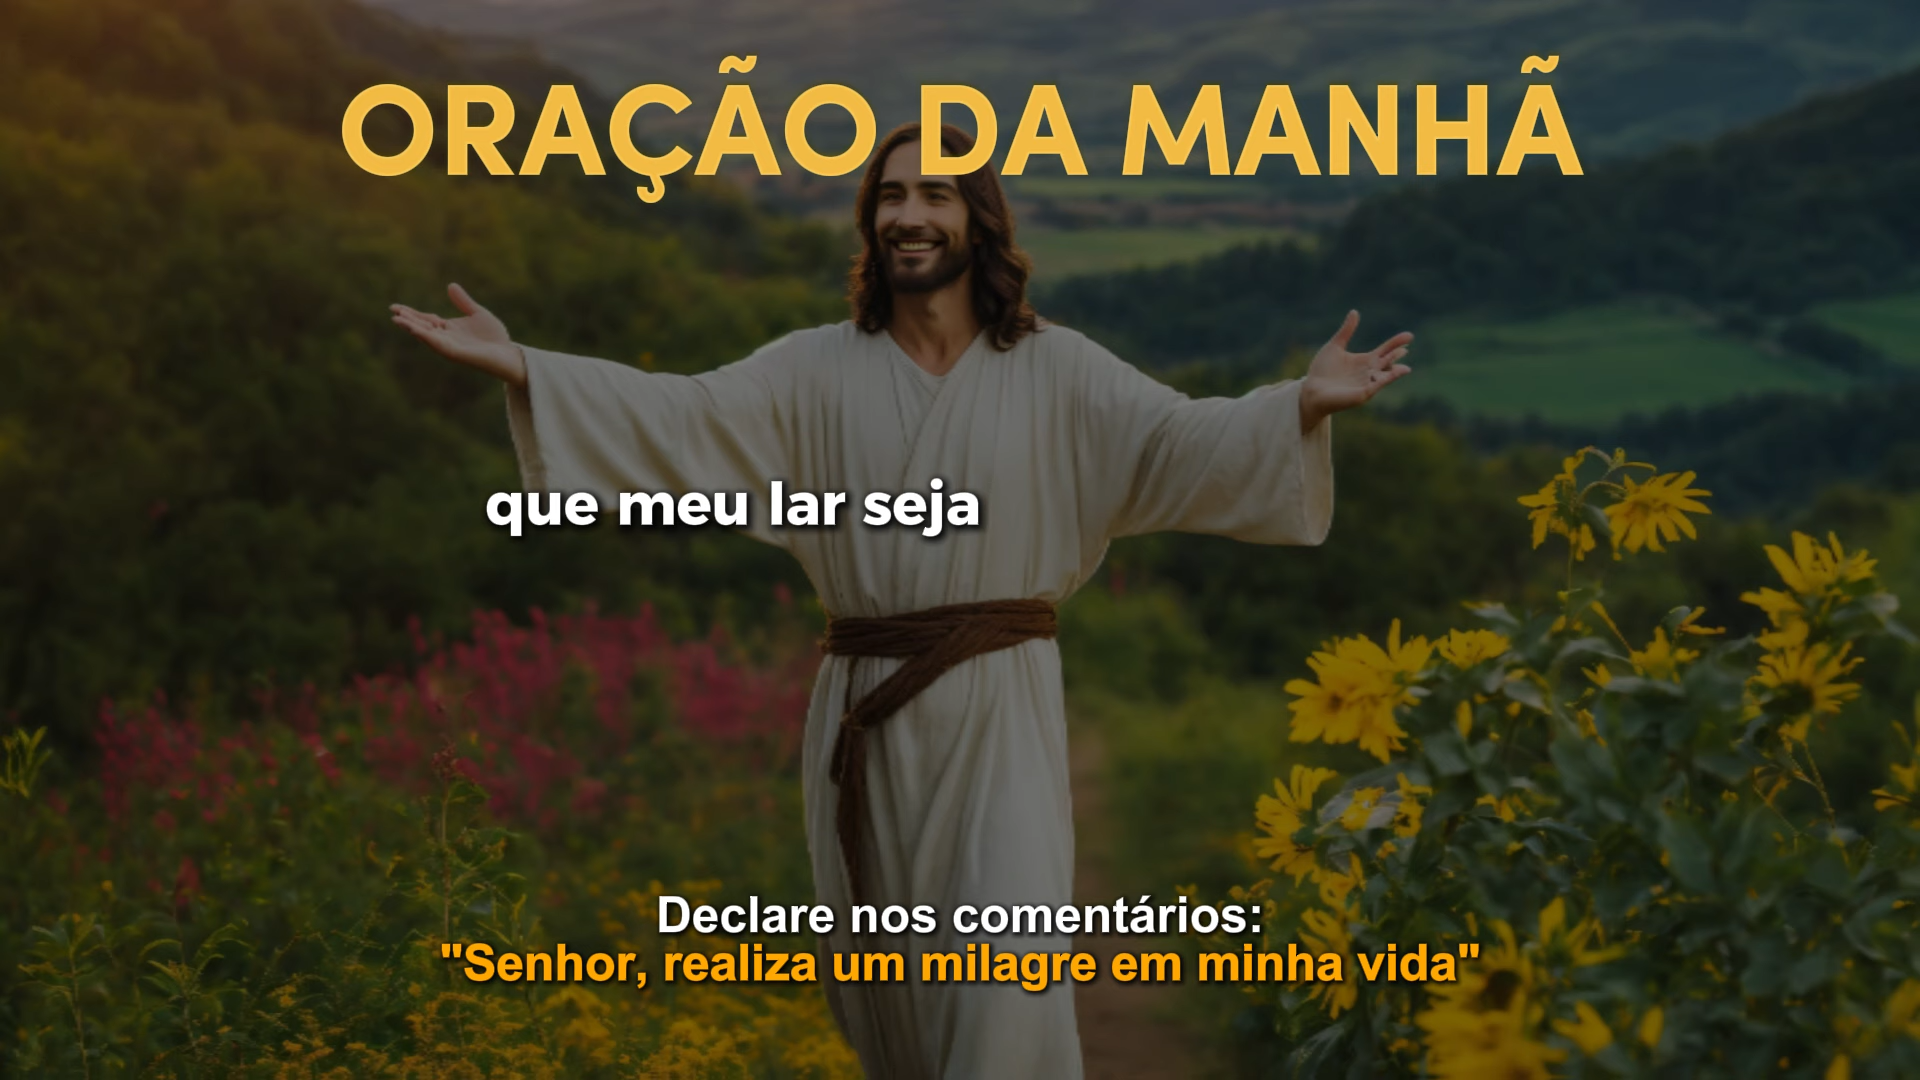 ORAÇÃO DA MANHÃ
que meu lar seja
Declare nos comentários:
"Senhor, realiza um milagre em minha vida"